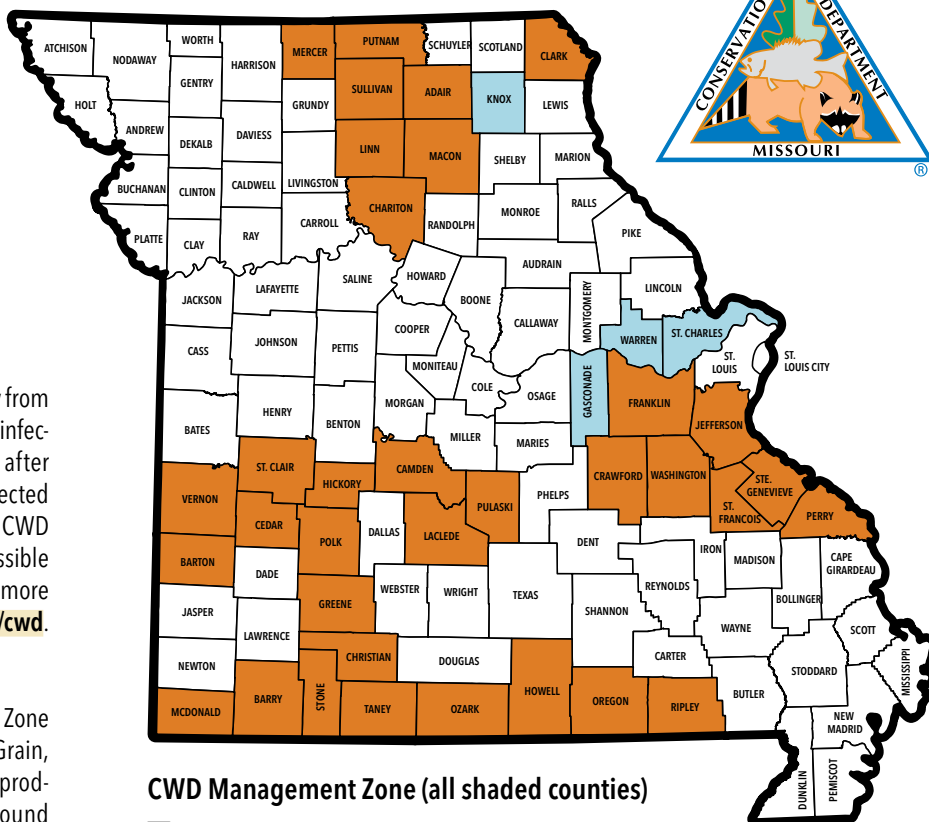 CONSERVATIO
DEPARTMENT
MISSOURI
®
ATCHISON
NODAWAY
WORTH
HARRISON
MERCER
PUTNAM
SCHUYLER
SCOTLAND
CLARK
GENTRY
SULLIVAN
ADAIR
KNOX
LEWIS
HOLT
GRUNDY
ANDREW
DEKALB
DAVIESS
LINN
MACON
SHELBY
MARION
BUCHANAN
CLINTON
CALDWELL
LIVINGSTON
CHARITON
RANDOLPH
MONROE
RALLS
PIKE
PLATTE
CLAY
RAY
CARROLL
AUDRAIN
JACKSON
LAFAYETTE
SALINE
HOWARD
BOONE
CALLAWAY
MONTGOMERY
LINCOLN
WARREN
ST. CHARLES
CASS
JOHNSON
PETTIS
COOPER
MONITEAU
COLE
OSAGE
GASCONADE
FRANKLIN
ST.
LOUIS
ST.
LOUIS CITY
JEFFERSON
BATES
HENRY
BENTON
MORGAN
MILLER
MARIES
VERNON
ST. CLAIR
HICKORY
CAMDEN
PULASKI
PHELPS
CRAWFORD
WASHINGTON
STE.
GENEVIEVE
ST.
FRANCOIS
PERRY
CEDAR
POLK
DALLAS
LACLEDE
DENT
IRON
MADISON
CAPE
GIRARDEAU
BARTON
DADE
GREENE
WEBSTER
WRIGHT
TEXAS
SHANNON
REYNOLDS
WAYNE
BOLLINGER
JASPER
LAWRENCE
CHRISTIAN
DOUGLAS
CARTER
SCOTT
STODDARD
MISSISSIPPI
NEWTON
MCDONALD
BARRY
STONE
TANEY
OZARK
HOWELL
OREGON
RIPLEY
BUTLER
NEW
MADRID
DUNKLIN
PEMISCOT
from
infec-
after
ected
CWD
ssible
more
/cwd.
Zone
Grain,
prod-
ound
CWD Management Zone (all shaded counties)